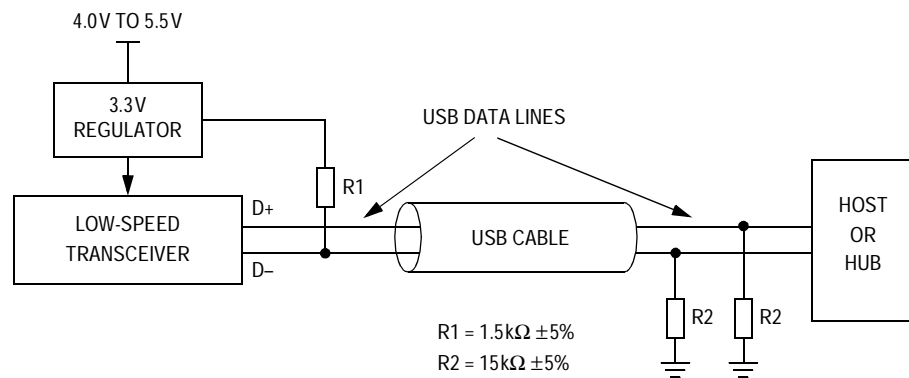 4.0V TO 5.5V
3.3V
REGULATOR
USB DATA LINES
R1
HOST
OR
HUB
D+
LOW-SPEED
TRANSCEIVER
USB CABLE
D–
R2
R2
R1 = 1.5kΩ ±5%
R2 = 15kΩ ±5%